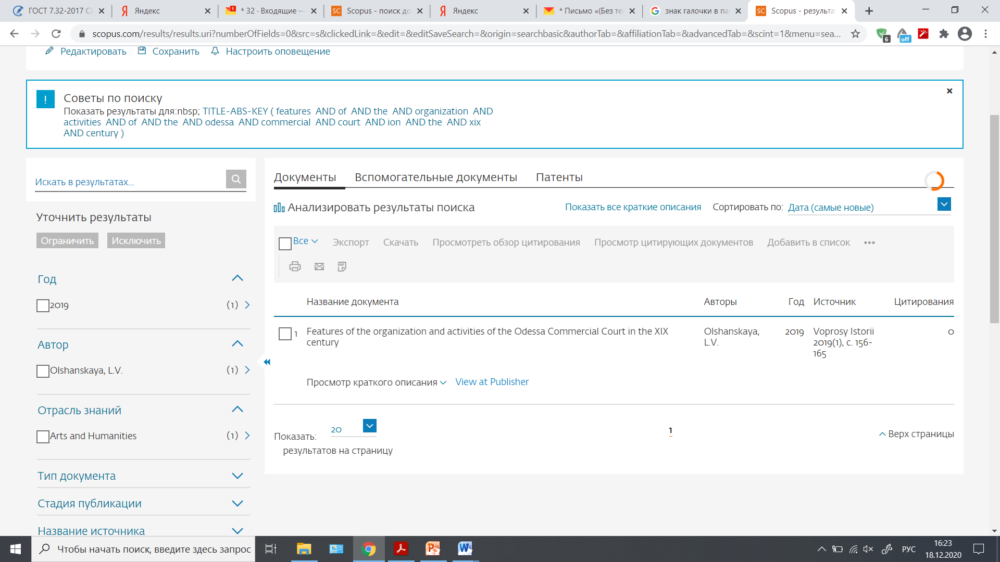 ГОСТ 7.32-2017 Си
Яндекс
* 32 · Входящие —
Scopus - поиск до
Яндекс
* Письмо «(Без те
знак галочки в па
Scopus - результа
scopus.com/results/results.uri?numberOfFields=0&src=s&clickedLink=&edit=&editSaveSearch=&origin=searchbasic&authorTab=&affiliationTab=&advancedTab=&scint=1&menu=sea...
6
off
Редактировать
Сохранить
Настроить оповещение
Советы по поиску
Показать результаты для:nbsp; TITLE-ABS-KEY ( features AND of AND the AND organization AND
activities AND of AND the AND odessa AND commercial AND court AND ion AND the AND xix
AND century )
Искать в результатах...
Уточнить результаты
Ограничить
Исключить
Год
2019 (1)
Автор
Olshanskaya, L.V. (1)
Отрасль знаний
Arts and Humanities (1)
Тип документа
Стадия публикации
Название источника
Документы
Вспомогательные документы
Патенты
Анализировать результаты поиска
Показать все краткие описания
Сортировать по: Дата (самые новые)
Все
Экспорт
Скачать
Просмотреть обзор цитирования
Просмотр цитирующих документов
Добавить в список
•••
PDF
Название документа
Авторы
Год
Источник
Цитирования
1
Features of the organization and activities of the Odessa Commercial Court in the XIX
century
Olshanskaya,
L.V.
2019
Voprosy Istorii
2019(1), с. 156-
165
0
Просмотр краткого описания
View at Publisher
Показать: 20
результатов на страницу
1
Верх страницы
Чтобы начать поиск, введите здесь запрос
РУС
16:23
18.12.2020